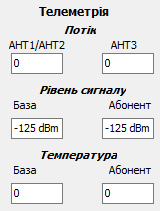 Телеметрія
Потік
АНТ1/АНТ2 АНТ3
0 0
Рівень сигналу
База Абонент
-125 dBm -125 dBm
Температура
База Абонент
0 0